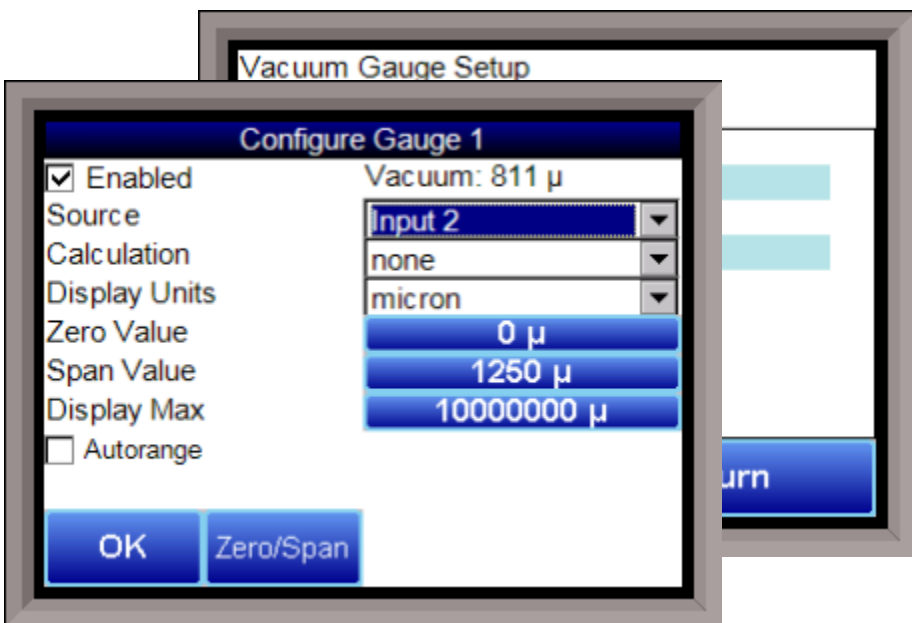 Vacuum Gauge Setup
Configure Gauge 1
Enabled Vacuum: 811 µ
Source Input 2
Calculation none
Display Units micron
Zero Value 0 µ
Span Value 1250 µ
Display Max 10000000 µ
Autorange
OK Zero/Span